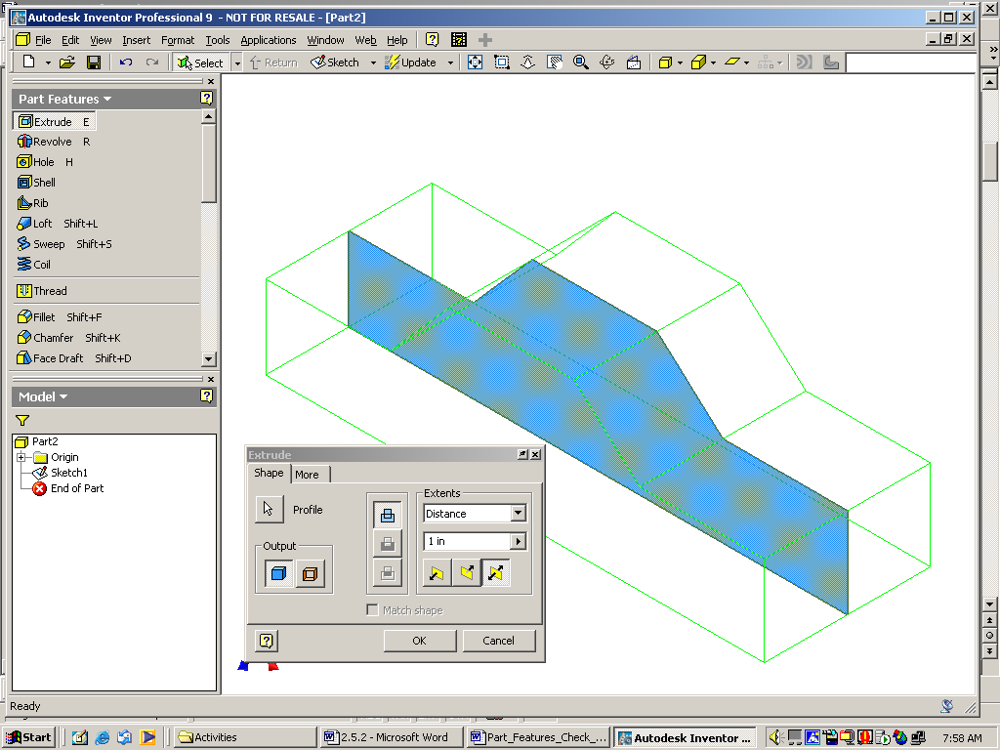 Autodesk Inventor Professional 9 - NOT FOR RESALE - [Part2]
File Edit View Insert Format Tools Applications Window Web Help
Select Return Sketch Update
Part Features
Extrude E
Revolve R
Hole H
Shell
Rib
Loft Shift+L
Sweep Shift+S
Coil
Thread
Fillet Shift+F
Chamfer Shift+K
Face Draft Shift+D
Model
Part2
Origin
Sketch1
End of Part
Extrude
Shape More
Profile
Output
Extents
Distance
1 in
Match shape
OK Cancel
Ready
Start Activities 2.5.2 - Microsoft Word Part_Features_Check_... Autodesk Inventor ... 7:58 AM